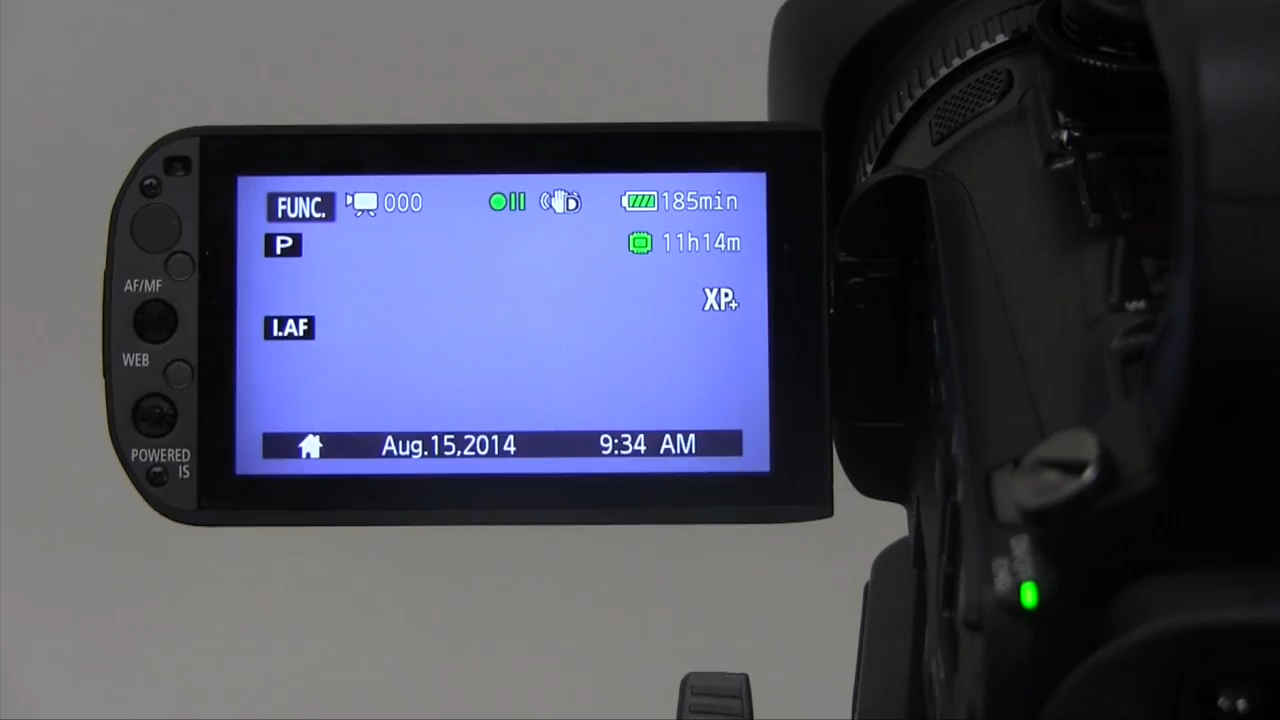 FUNC. 000 185min
P 11h14m
XP+
I.AF
Aug.15,2014 9:34 AM
AF/MF
WEB
POWERED
IS